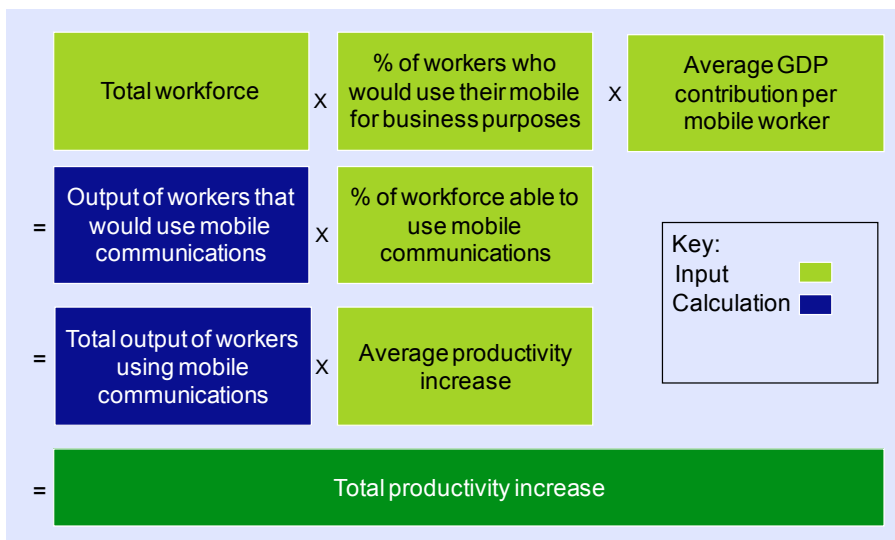 Total workforce
X
% of workers who
would use their mobile
for business purposes
X
Average GDP
contribution per
mobile worker
=
Output of workers that
would use mobile
communications
X
% of workforce able to
use mobile
communications
Key:
Input
Calculation
=
Total output of workers
using mobile
communications
X
Average productivity
increase
=
Total productivity increase